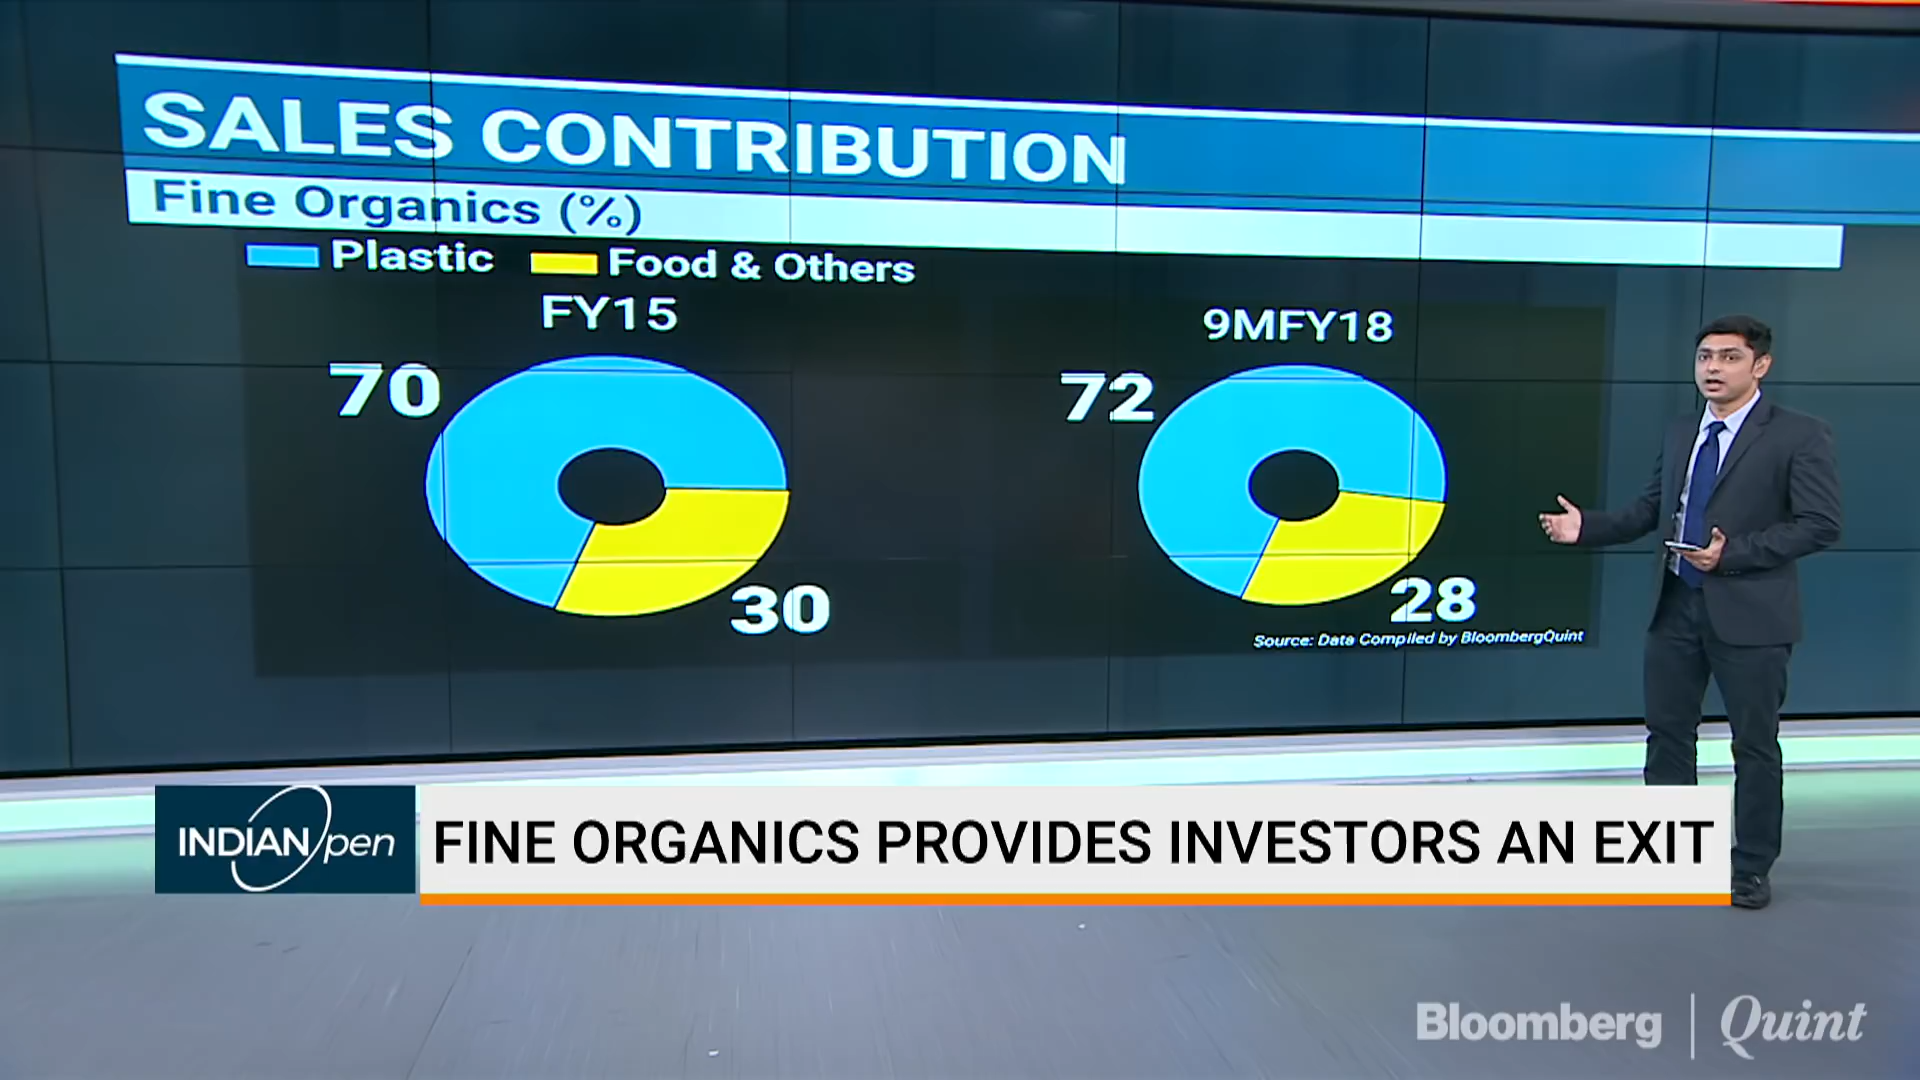 SALES CONTRIBUTION
Fine Organics (%)
Plastic Food & Others
FY15
9MFY18
70
30
72
28
Source: Data Compiled by BloombergQuint
INDIAN Open
FINE ORGANICS PROVIDES INVESTORS AN EXIT
Bloomberg | Quint